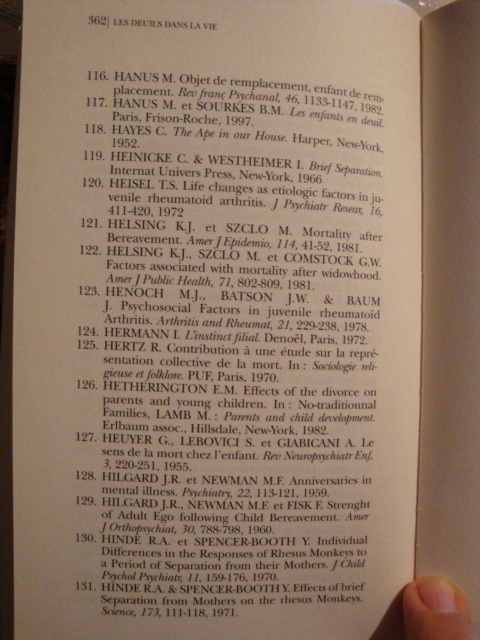 362| LES DEUILS DANS LA VIE
116. HANUS M. Objet de remplacement, enfant de rem-
placement. Rev franç Psychanal, 46, 1133-1147, 1982.
117. HANUS M. et SOURKES B.M. Les enfants en deuil.
Paris, Frison-Roche, 1997.
118. HAYES C. The Ape in our House. Harper, New-York,
1952.
119. HEINICKE C. & WESTHEIMER I. Brief Separation.
Internat Univers Press, New-York, 1966
120. HEISEL T.S. Life changes as etiologic factors in ju-
venile rheumatoid arthritis. J Psychiatr Resear, 16,
411-420, 1972
121. HELSING K.J. et SZCLO M. Mortality after
Bereavement. Amer J Epidemio, 114, 41-52, 1981.
122. HELSING K.J., SZCLO M. et COMSTOCK G.W.
Factors associated with mortality after widowhood.
Amer J Public Health, 71, 802-809, 1981.
123. HENOCH M.J., BATSON J.W. & BAUM
J. Psychosocial Factors in juvenile rheumatoid
Arthritis. Arthritis and Rheumat, 21, 229-238, 1978.
124. HERMANN I. L'instinct filial. Denoël, Paris, 1972.
125. HERTZ R. Contribution à une étude sur la repré-
sentation collective de la mort. In : Sociologie reli-
gieuse et folklore. PUF, Paris, 1970.
126. HETHERINGTON E.M. Effects of the divorce on
parents and young children. In : No-traditionnal
Families, LAMB M. : Parents and child development.
Erlbaum assoc., Hillsdale, New-York, 1982.
127. HEUYER G., LEBOVICI S. et GIABICANI A. Le
sens de la mort chez l'enfant. Rev Neuropsychiatr Enf,
3, 220-251, 1955.
128. HILGARD J.R. et NEWMAN M.F. Anniversaries in
mental illness. Psychiatry, 22, 113-121, 1959.
129. HILGARD J.R., NEWMAN M.F. et FISK F. Strenght
of Adult Ego following Child Bereavement. Amer
J Orthopsychiat, 30, 788-798, 1960.
130. HINDE R.A. et SPENCER-BOOTH Y. Individual
Differences in the Responses of Rhesus Monkeys to
a Period of Separation from their Mothers. J Child
Psychol Psychiatr, 11, 159-176, 1970.
131. HINDE R.A. & SPENCER-BOOTH Y. Effects of brief
Separation from Mothers on the rhesus Monkeys.
Science, 173, 111-118, 1971.